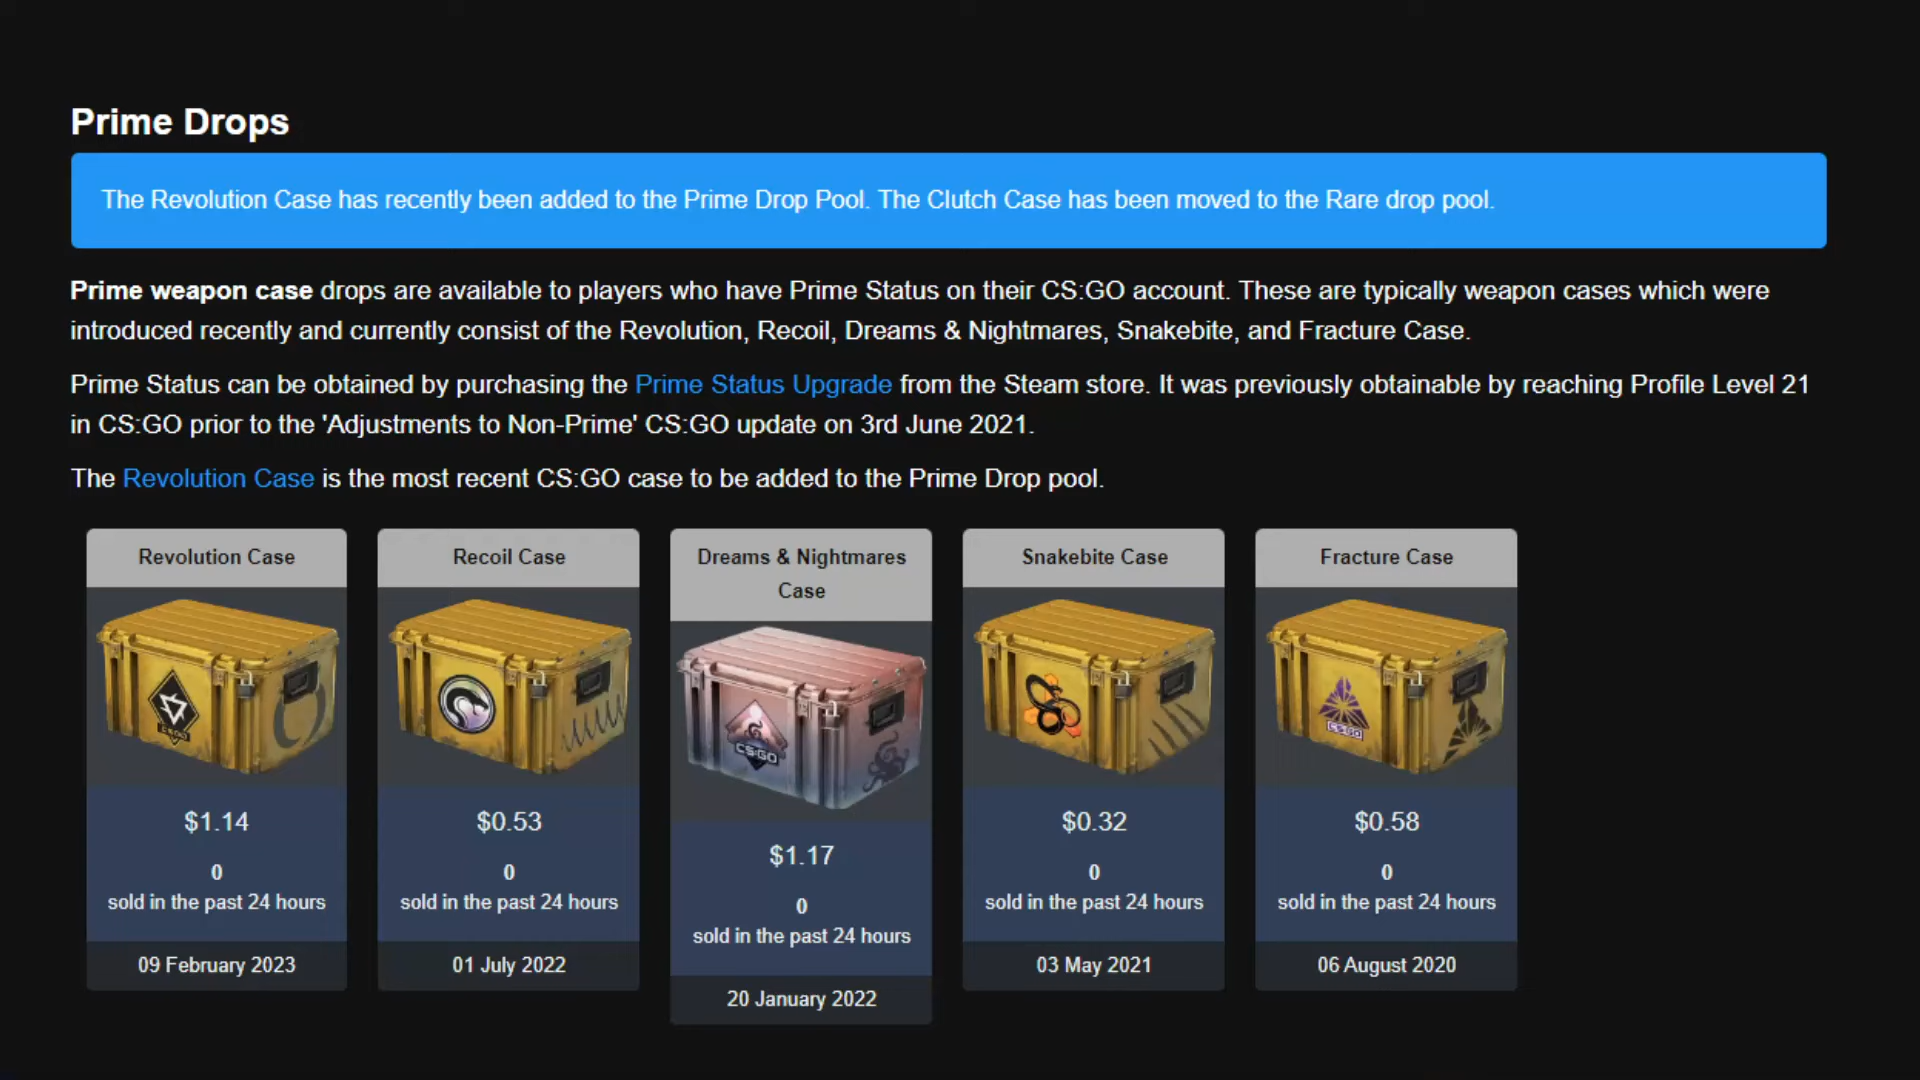 Prime Drops
The Revolution Case has recently been added to the Prime Drop Pool. The Clutch Case has been moved to the Rare drop pool.
Prime weapon case drops are available to players who have Prime Status on their CS:GO account. These are typically weapon cases which were
introduced recently and currently consist of the Revolution, Recoil, Dreams & Nightmares, Snakebite, and Fracture Case.
Prime Status can be obtained by purchasing the Prime Status Upgrade from the Steam store. It was previously obtainable by reaching Profile Level 21
in CS:GO prior to the 'Adjustments to Non-Prime' CS:GO update on 3rd June 2021.
The Revolution Case is the most recent CS:GO case to be added to the Prime Drop pool.
Revolution Case
CS:GO
$1.14
0
sold in the past 24 hours
09 February 2023
Recoil Case
$0.53
0
sold in the past 24 hours
01 July 2022
Dreams & Nightmares
Case
CS:GO
$1.17
0
sold in the past 24 hours
20 January 2022
Snakebite Case
$0.32
0
sold in the past 24 hours
03 May 2021
Fracture Case
CS:GO
$0.58
0
sold in the past 24 hours
06 August 2020